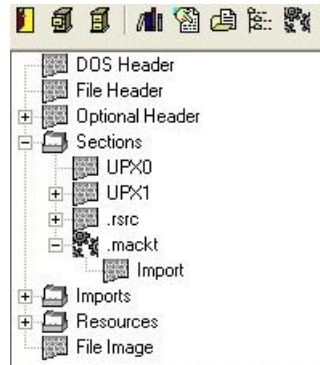 DOS Header
File Header
Optional Header
Sections
UPX0
UPX1
.rsrc
.mackt
Import
Imports
Resources
File Image